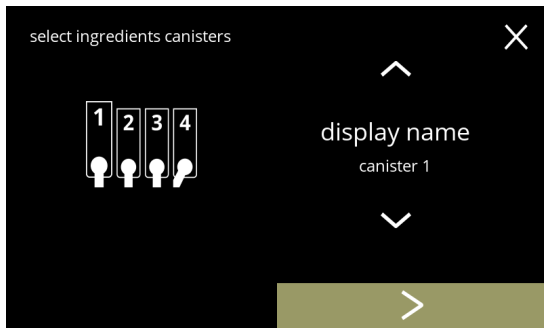 select ingredients canisters
1 2 3 4
display name
canister 1